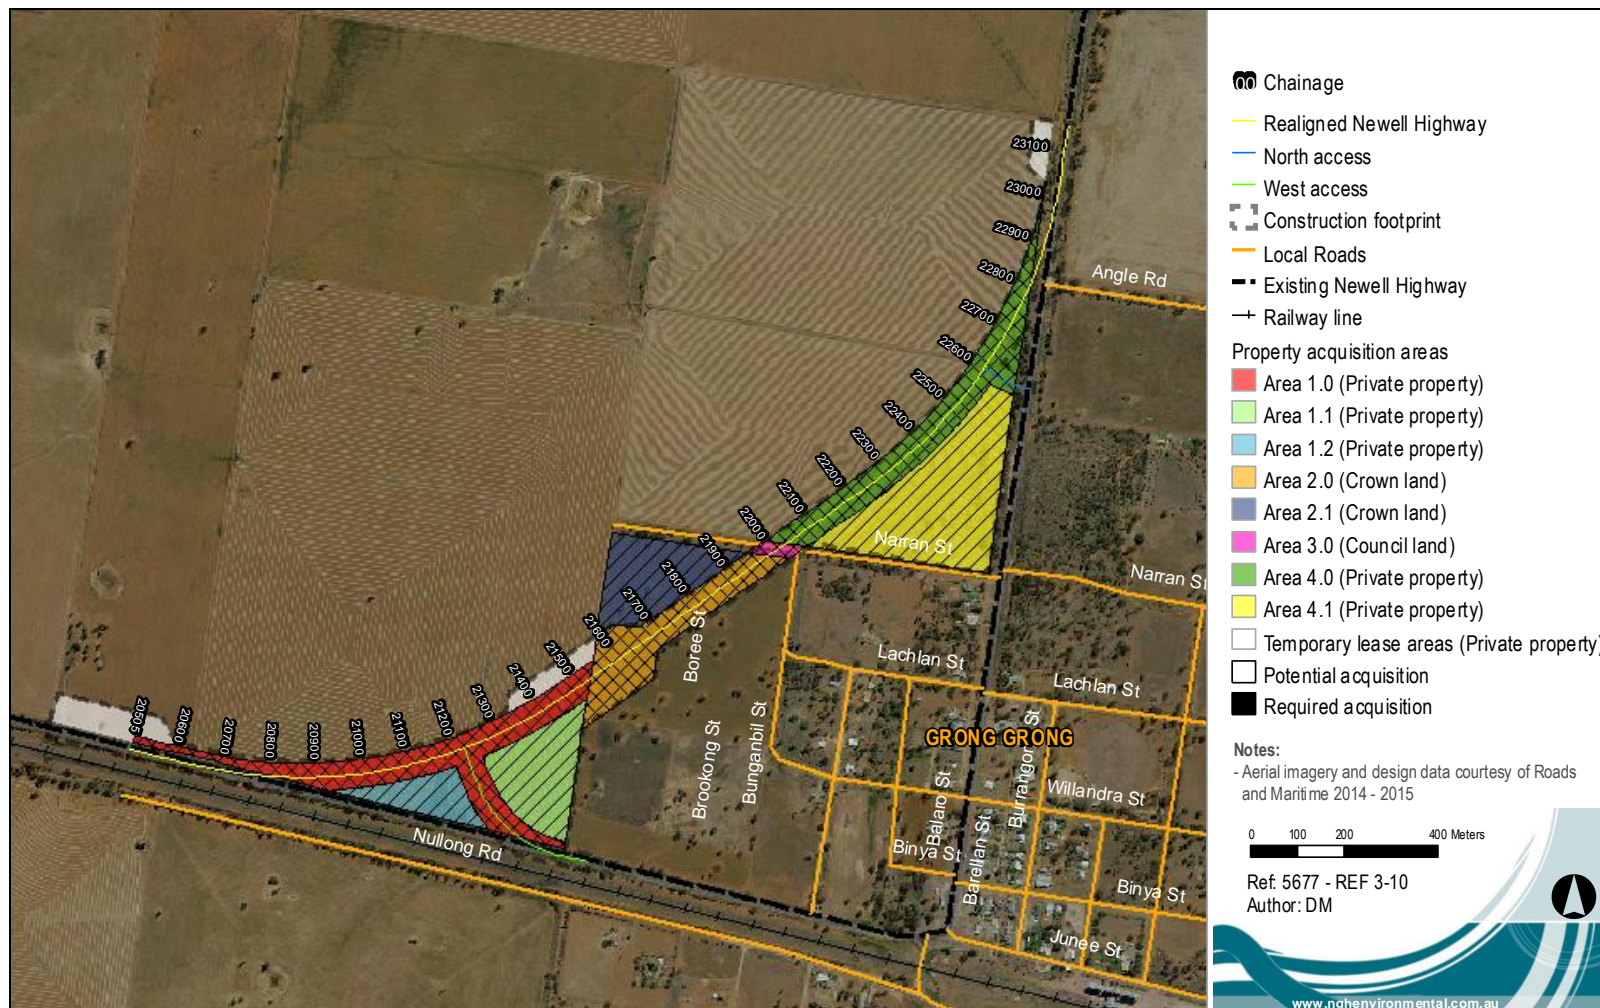 23100
23000
22900
22800
22700
22600
22500
22400
22300
22200
22100
22000
21900
21800
21700
21600
21500
21400
21300
21200
21100
21000
20900
20800
20700
20600
20505
Angle Rd
Narran St
Narran St
Boree St
Lachlan St
Lachlan St
Brookong St
Bunganbil St
GRONG GRONG
Burrangong St
Willandra St
Balaro St
Barellan St
Nullong Rd
Binya St
Binya St
Junee St
00 Chainage
Realigned Newell Highway
North access
West access
Construction footprint
Local Roads
Existing Newell Highway
Railway line
Property acquisition areas
Area 1.0 (Private property)
Area 1.1 (Private property)
Area 1.2 (Private property)
Area 2.0 (Crown land)
Area 2.1 (Crown land)
Area 3.0 (Council land)
Area 4.0 (Private property)
Area 4.1 (Private property)
Temporary lease areas (Private property)
Potential acquisition
Required acquisition
Notes:
- Aerial imagery and design data courtesy of Roads
and Maritime 2014 - 2015
0 100 200 400 Meters
Ref: 5677 - REF 3-10
Author: DM
www.nghenvironmental.com.au